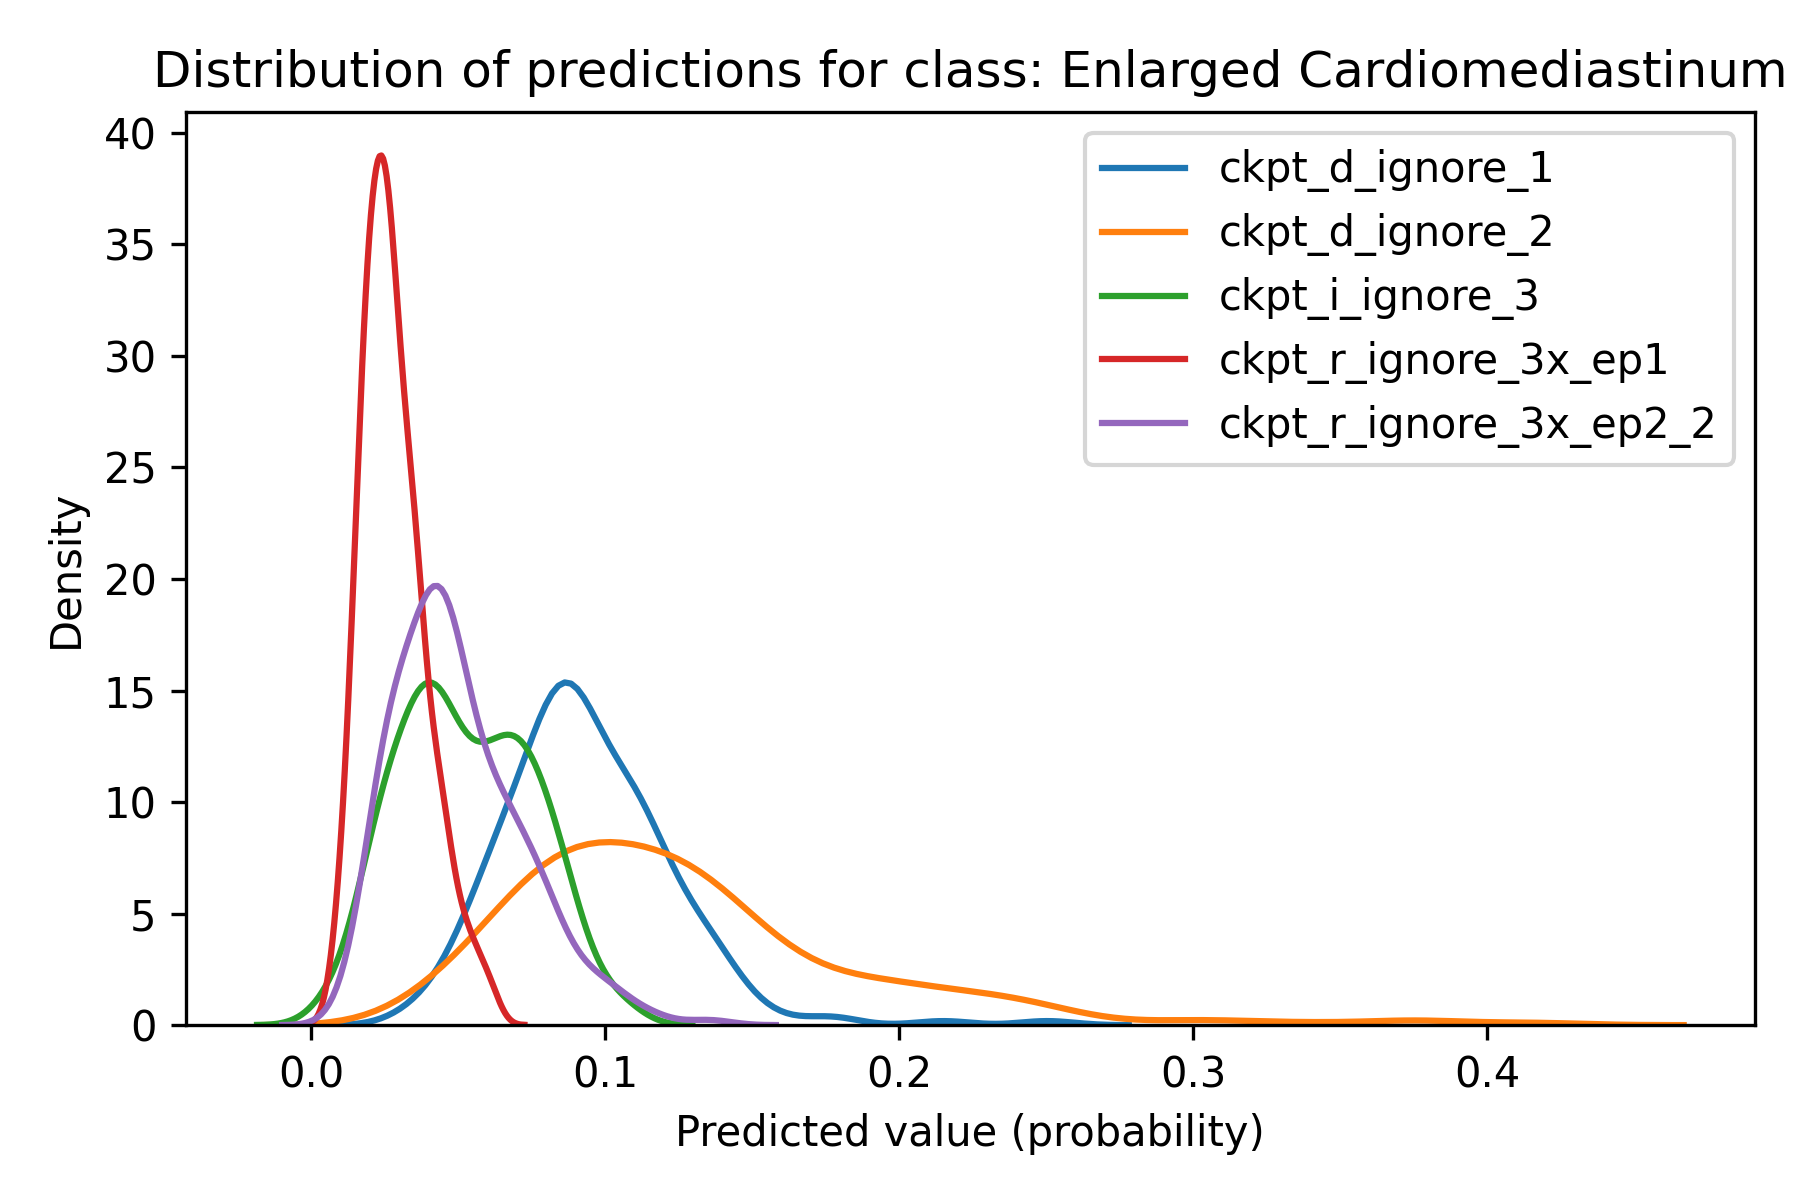 Distribution of predictions for class: Enlarged Cardiomediastinum
40
35
30
25
20
15
10
5
0
Density
ckpt_d_ignore_1
ckpt_d_ignore_2
ckpt_i_ignore_3
ckpt_r_ignore_3x_ep1
ckpt_r_ignore_3x_ep2_2
0.0 0.1 0.2 0.3 0.4
Predicted value (probability)